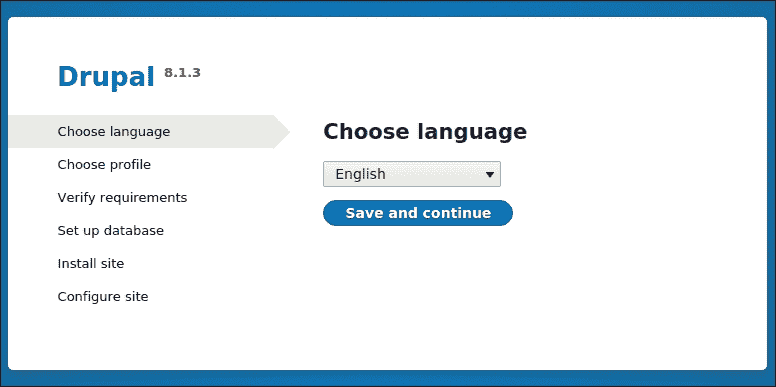 Drupal 8.1.3
Choose language
Choose profile
Verify requirements
Set up database
Install site
Configure site
Choose language
English
Save and continue